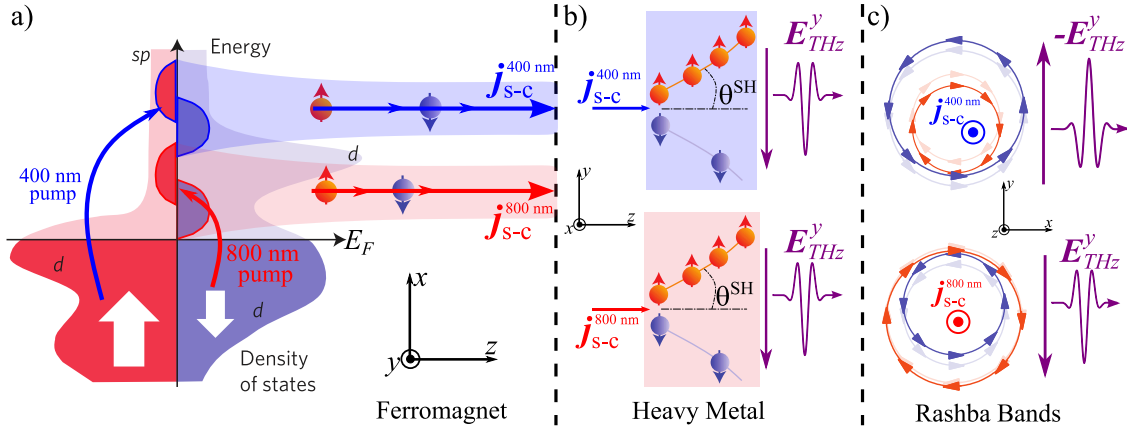 a)
sp
Energy
400 nm
pump
j s-c 400 nm
d
j s-c 800 nm
E_F
d
800 nm
pump
d
Density
of states
x
y
z
Ferromagnet
b)
j s-c 400 nm
θ^SH
E^y_THz
y
x
z
j s-c 800 nm
θ^SH
E^y_THz
Heavy Metal
c)
j s-c 400 nm
-E^y_THz
y
z
x
j s-c 800 nm
E^y_THz
Rashba Bands